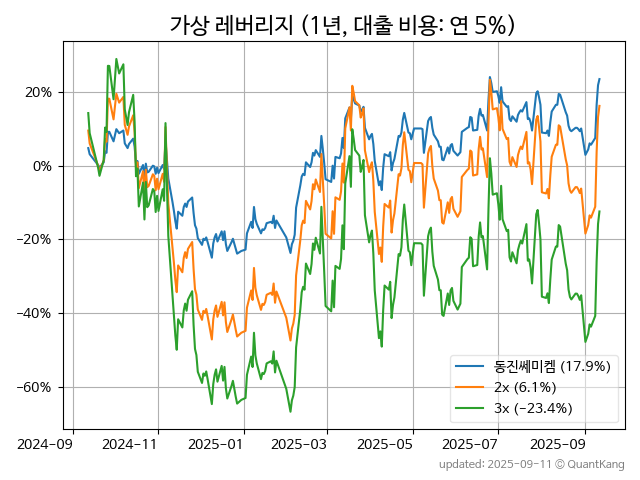 가상 레버리지 (1년, 대출 비용: 연 5%)
20%
0%
−20%
−40%
−60%
동진쎄미켐 (17.9%)
2x (6.1%)
3x (−23.4%)
2024-09 2024-11 2025-01 2025-03 2025-05 2025-07 2025-09
updated: 2025-09-11 © QuantKang